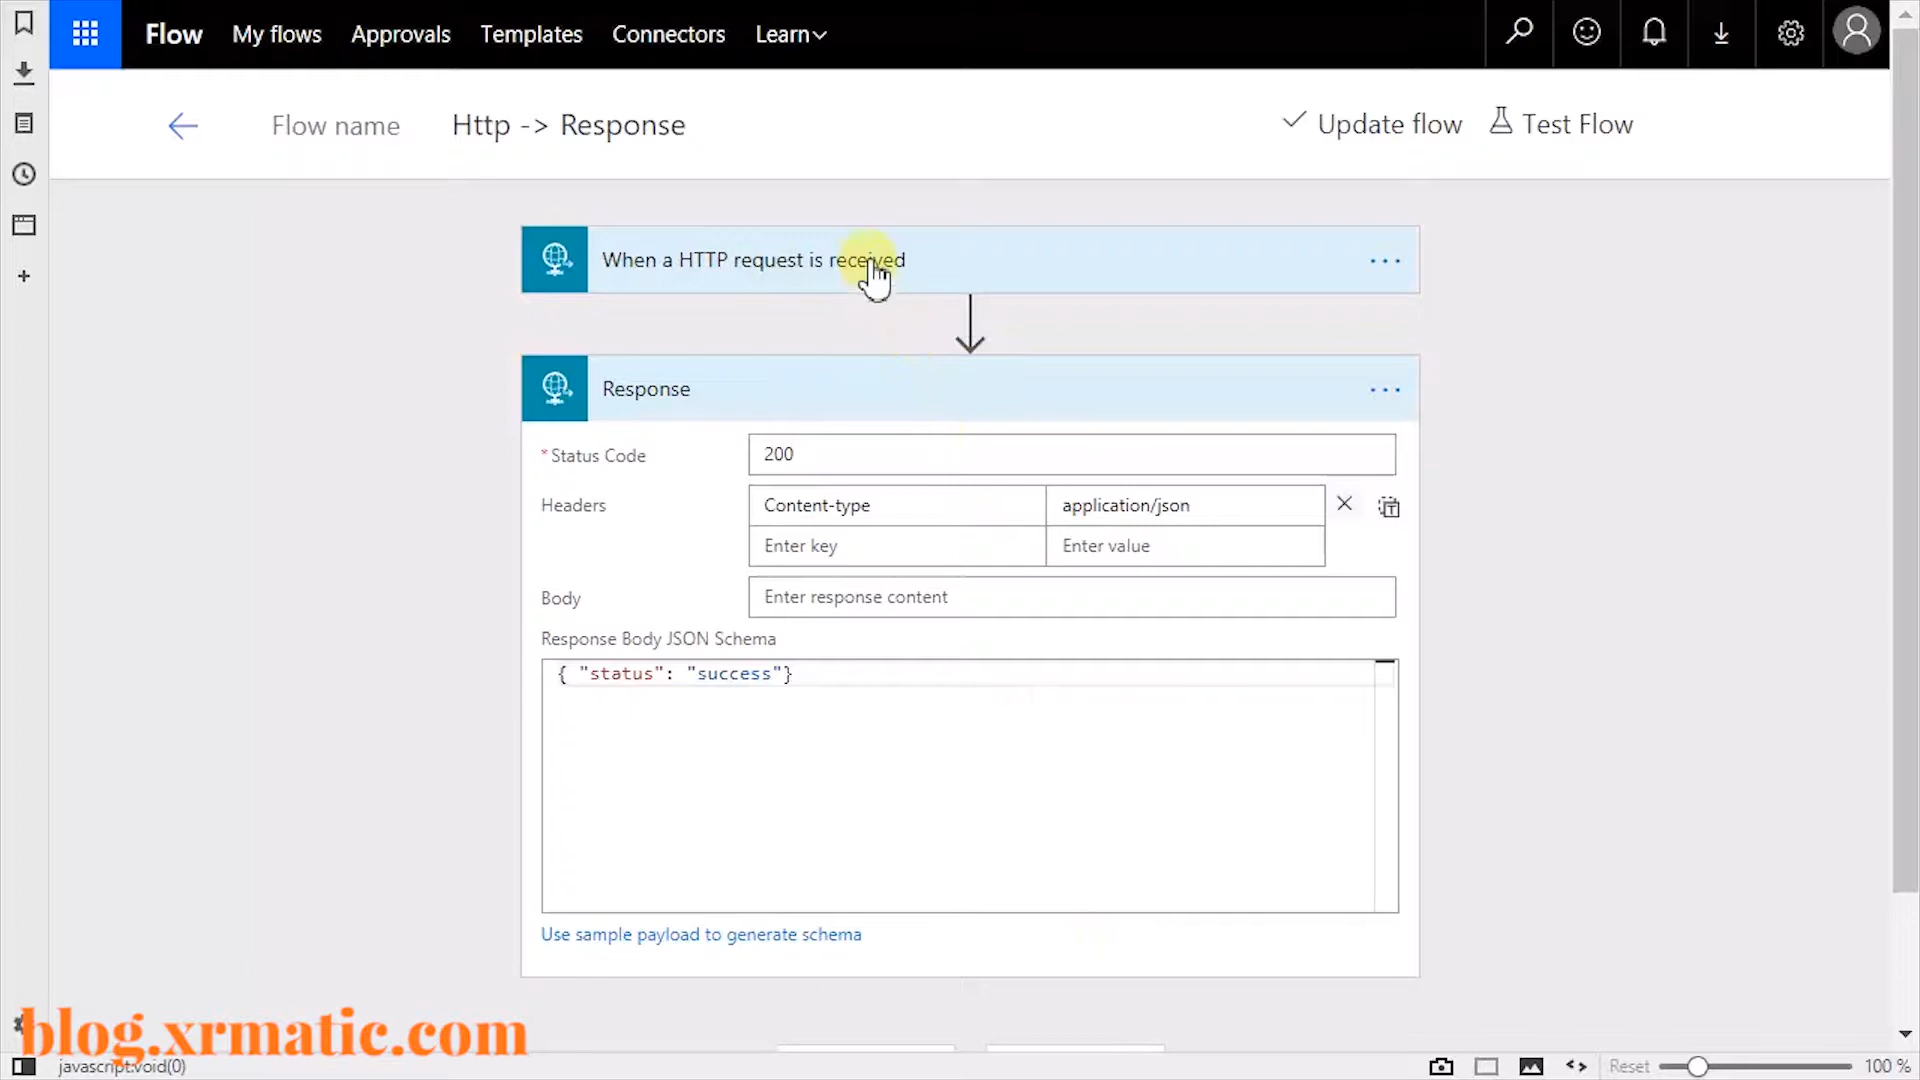 Flow My flows Approvals Templates Connectors Learn
Flow name Http -> Response Update flow Test Flow
When a HTTP request is received ...
Response ...
* Status Code 200
Headers Content-type application/json
Enter key Enter value
Body Enter response content
Response Body JSON Schema
{ "status": "success"}
Use sample payload to generate schema
blog.xrmatic.com
javascript:void(0) Reset 100 %